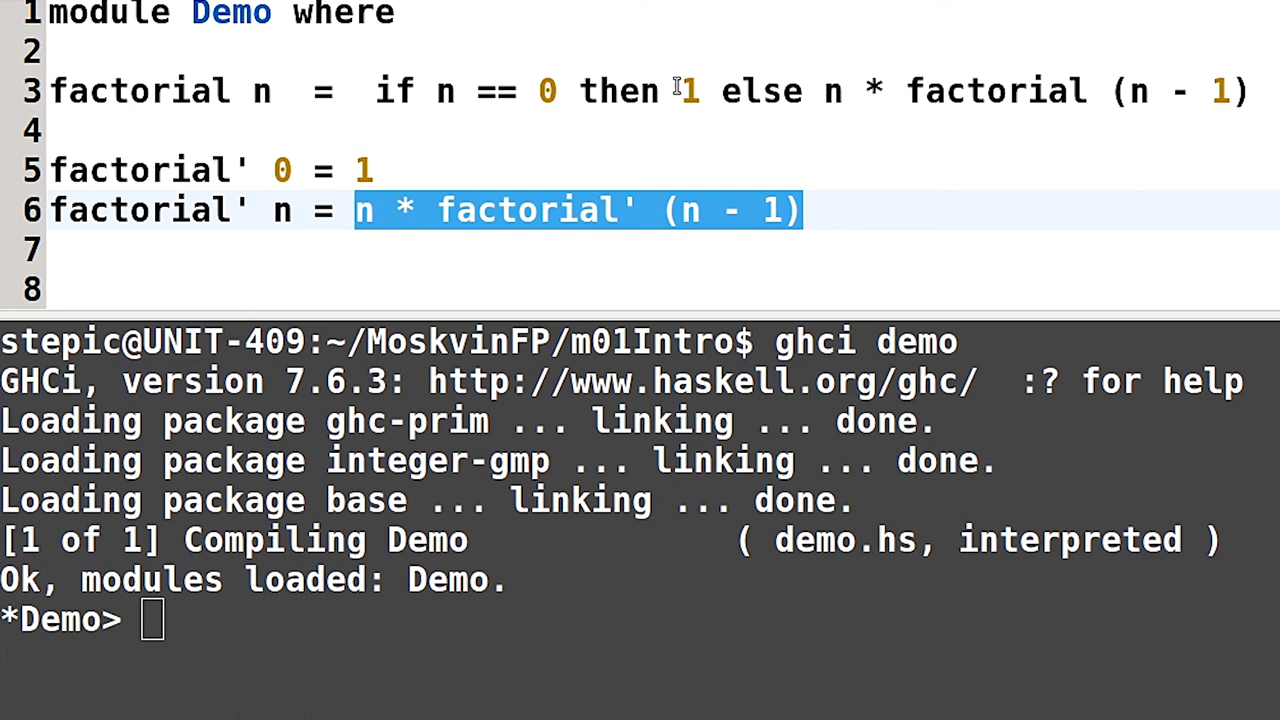 1 module Demo where
2
3 factorial n  =  if n == 0 then 1 else n * factorial (n - 1)
4
5 factorial' 0 = 1
6 factorial' n = n * factorial' (n - 1)
7
8
stepic@UNIT-409:~/MoskvinFP/m01Intro$ ghci demo
GHCi, version 7.6.3: http://www.haskell.org/ghc/  :? for help
Loading package ghc-prim ... linking ... done.
Loading package integer-gmp ... linking ... done.
Loading package base ... linking ... done.
[1 of 1] Compiling Demo             ( demo.hs, interpreted )
Ok, modules loaded: Demo.
*Demo>